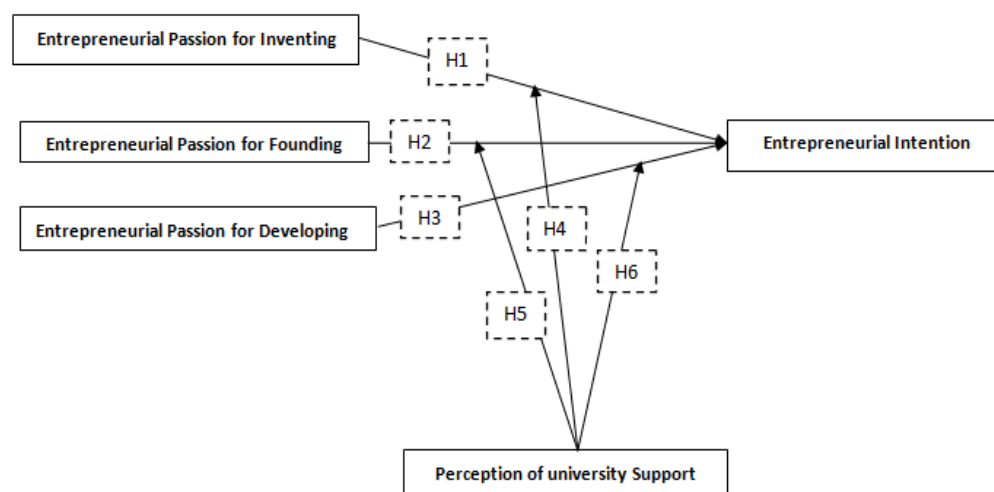 Entrepreneurial Passion for Inventing
H1
Entrepreneurial Passion for Founding
H2
Entrepreneurial Intention
Entrepreneurial Passion for Developing
H3
H4
H6
H5
Perception of university Support